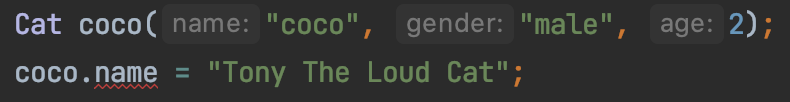 Cat coco(name: "coco", gender: "male", age: 2);
coco.name = "Tony The Loud Cat";